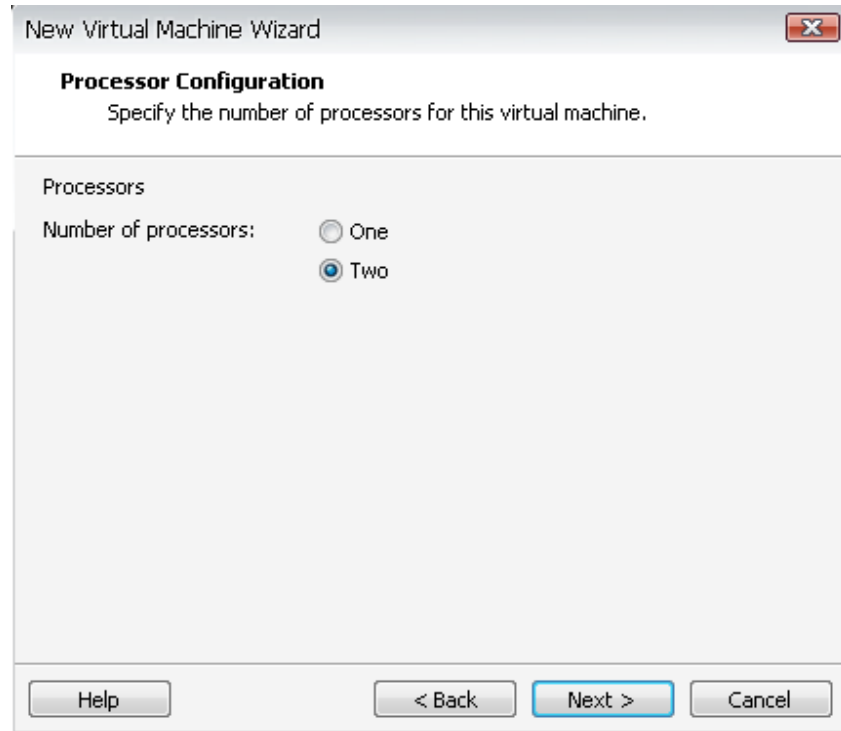 New Virtual Machine Wizard
Processor Configuration
Specify the number of processors for this virtual machine.
Processors
Number of processors: One
Two
Help < Back Next > Cancel